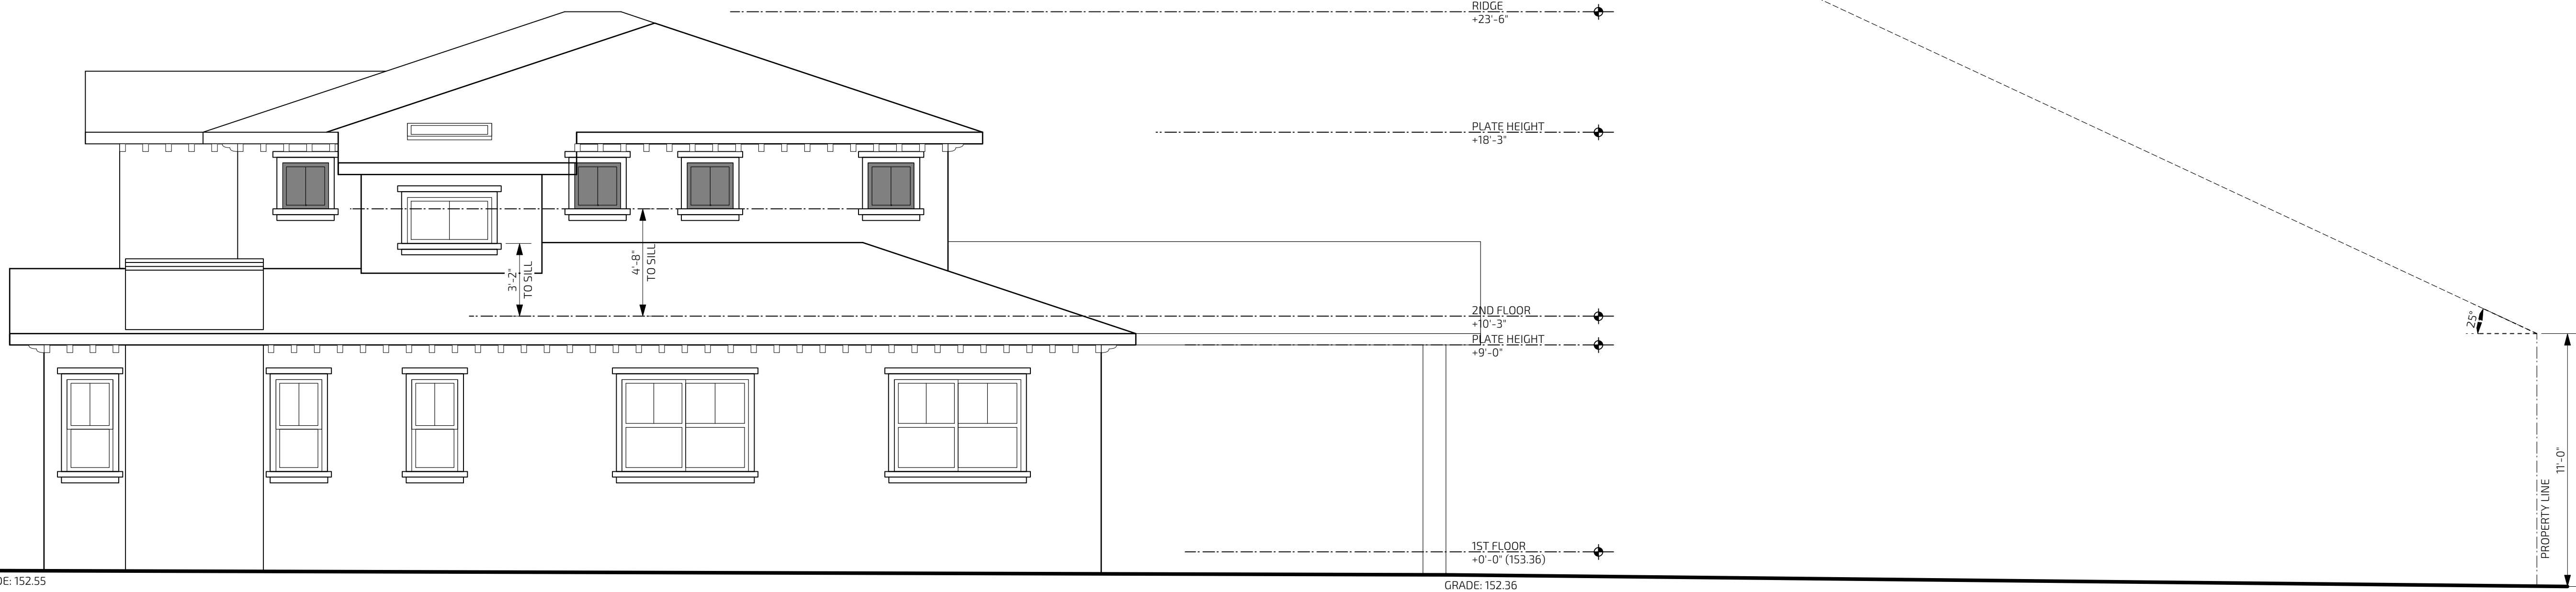 RIDGE
+23'-6"
PLATE HEIGHT
+18'-3"
3'-2"
TO SILL
4'-8"
TO SILL
2ND FLOOR
+10'-3"
PLATE HEIGHT
+9'-0"
25°
11'-0"
PROPERTY LINE
1ST FLOOR
+0'-0" (153.36)
DE: 152.55
GRADE: 152.36